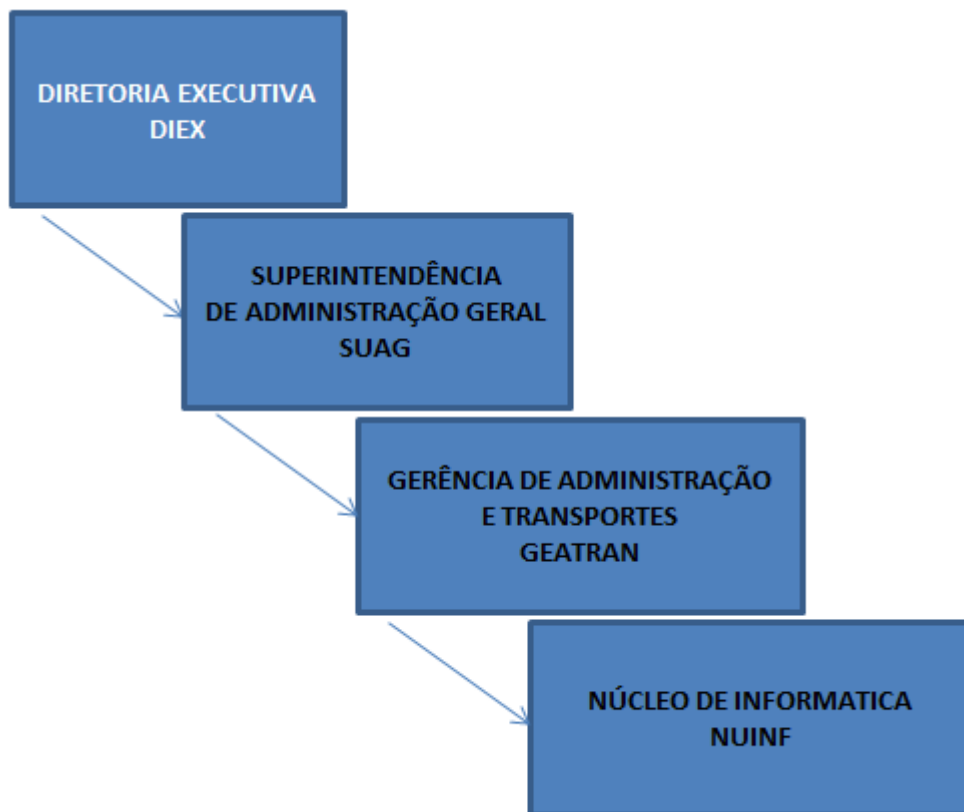 DIRETORIA EXECUTIVA
DIEX
SUPERINTENDÊNCIA
DE ADMINISTRAÇÃO GERAL
SUAG
GERÊNCIA DE ADMINISTRAÇÃO
E TRANSPORTES
GEATRAN
NÚCLEO DE INFORMATICA
NUINF